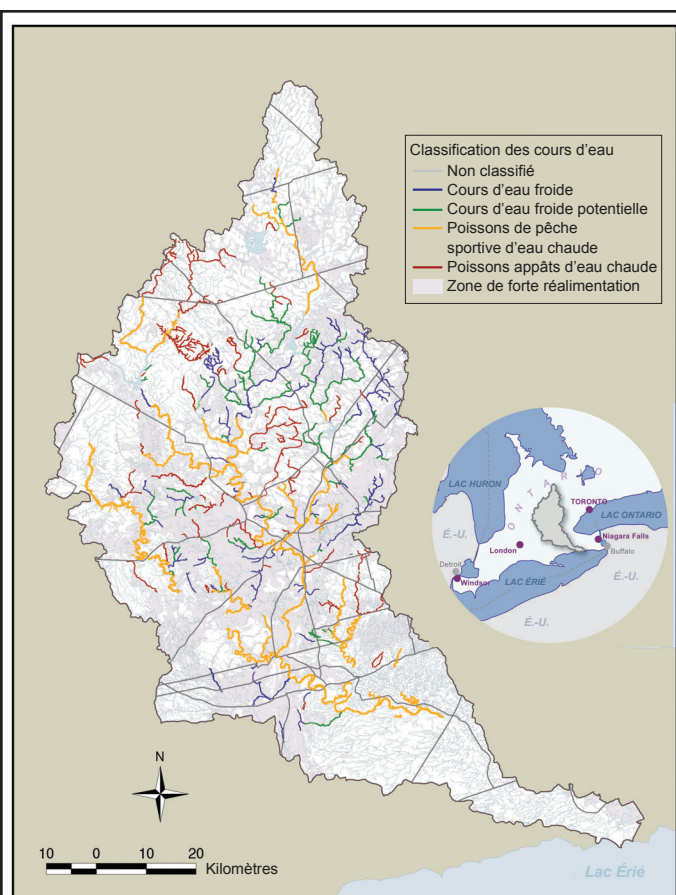 Classification des cours d'eau
Non classifié
Cours d'eau froide
Cours d'eau froide potentielle
Poissons de pêche
sportive d'eau chaude
Poissons appâts d'eau chaude
Zone de forte réalimentation
LAC HURON
ONTARIO
TORONTO
LAC ONTARIO
Niagara Falls
Buffalo
London
Detroit
Windsor
LAC ÉRIÉ
É.-U.
É.-U.
É.-U.
N
10 0 10 20 Kilomètres
Lac Érié